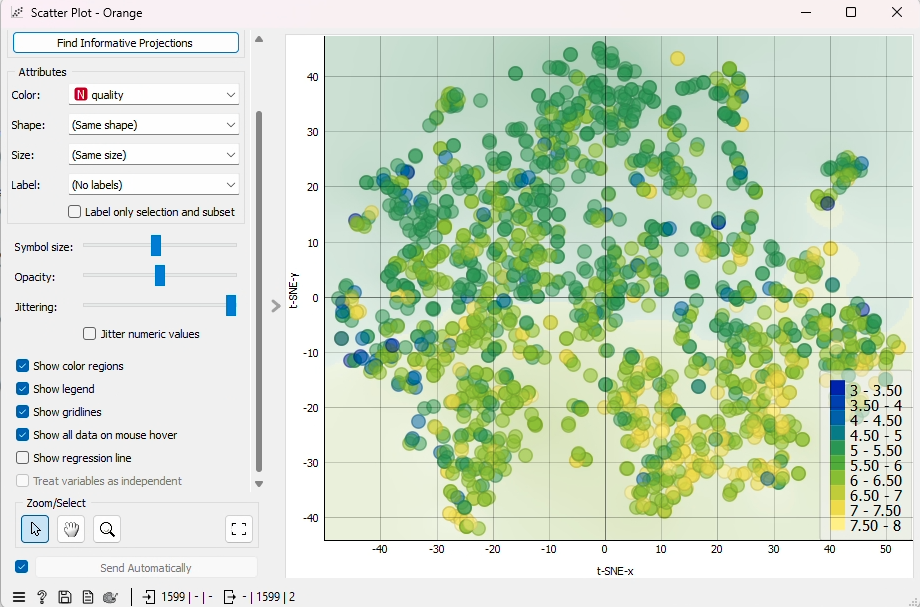 Scatter Plot - Orange
Find Informative Projections
Attributes
Color: N quality
Shape: (Same shape)
Size: (Same size)
Label: (No labels)
Label only selection and subset
Symbol size:
Opacity:
Jittering:
Jitter numeric values
Show color regions
Show legend
Show gridlines
Show all data on mouse hover
Show regression line
Treat variables as independent
Zoom/Select
Send Automatically
? 1599 | - | - - | 1599 | 2
t-SNE-y
40
30
20
10
0
-10
-20
-30
-40
-40 -30 -20 -10 0 10 20 30 40 50
t-SNE-x
3 - 3.50
3.50 - 4
4 - 4.50
4.50 - 5
5 - 5.50
5.50 - 6
6 - 6.50
6.50 - 7
7 - 7.50
7.50 - 8